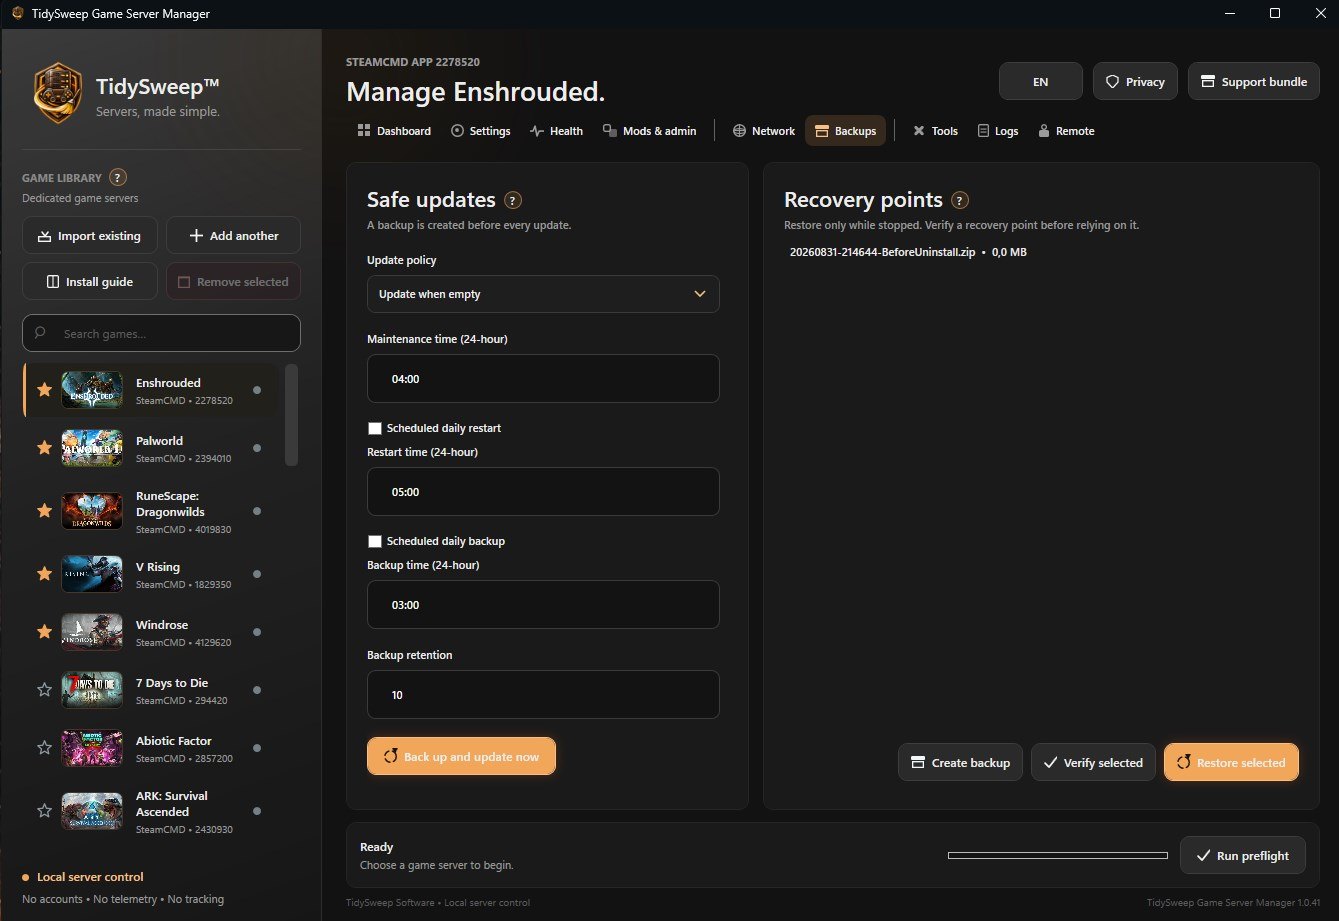 TidySweep Game Server Manager
TidySweep™
Servers, made simple.
GAME LIBRARY ?
Dedicated game servers
Import existing
Add another
Install guide
Remove selected
Search games...
ENSHROUDED
Enshrouded
SteamCMD • 2278520
Palworld
SteamCMD • 2394010
DRAGONWILDS
RuneScape:
Dragonwilds
SteamCMD • 4019830
V Rising
SteamCMD • 1829350
Windrose
SteamCMD • 4129620
7 DAYS TO DIE
7 Days to Die
SteamCMD • 294420
ABIOTIC
FACTOR
Abiotic Factor
SteamCMD • 2857200
ARK: Survival
Ascended
SteamCMD • 2430930
Local server control
No accounts • No telemetry • No tracking
STEAMCMD APP 2278520
Manage Enshrouded.
EN
Privacy
Support bundle
Dashboard
Settings
Health
Mods & admin
Network
Backups
Tools
Logs
Remote
Safe updates ?
A backup is created before every update.
Update policy
Update when empty
Maintenance time (24-hour)
04:00
Scheduled daily restart
Restart time (24-hour)
05:00
Scheduled daily backup
Backup time (24-hour)
03:00
Backup retention
10
Back up and update now
Recovery points ?
Restore only while stopped. Verify a recovery point before relying on it.
20260831-214644-BeforeUninstall.zip • 0,0 MB
Create backup
Verify selected
Restore selected
Ready
Choose a game server to begin.
Run preflight
TidySweep Software • Local server control
TidySweep Game Server Manager 1.0.41